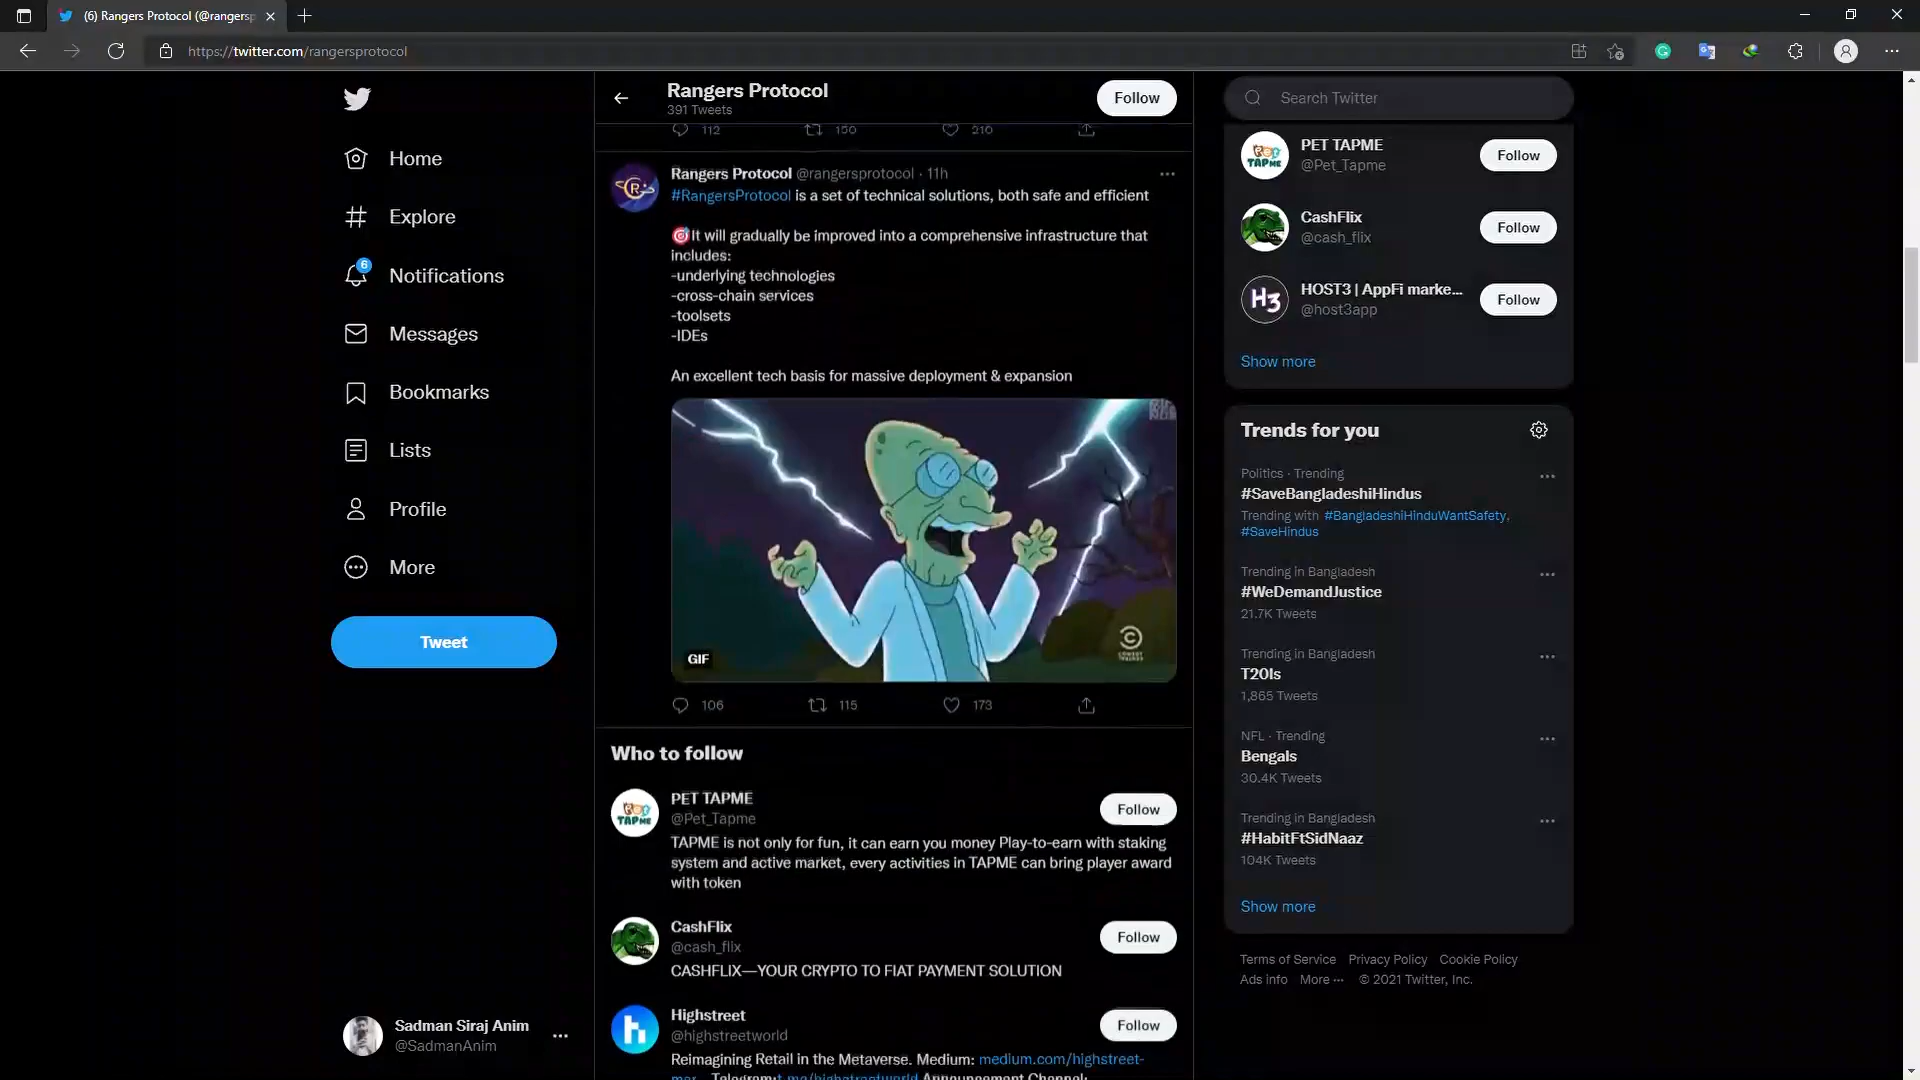 (6) Rangers Protocol (@rangersp
https://twitter.com/rangersprotocol
Home
Explore
6
Notifications
Messages
Bookmarks
Lists
Profile
More
Tweet
Sadman Siraj Anim
@SadmanAnim
Rangers Protocol
391 Tweets
Follow
112 150 210
Rangers Protocol @rangersprotocol · 11h
#RangersProtocol is a set of technical solutions, both safe and efficient
It will gradually be improved into a comprehensive infrastructure that
includes:
-underlying technologies
-cross-chain services
-toolsets
-IDEs
An excellent tech basis for massive deployment & expansion
GIF
106 115 173
Who to follow
PET TAPME
@Pet_Tapme
Follow
TAPME is not only for fun, it can earn you money Play-to-earn with staking
system and active market, every activities in TAPME can bring player award
with token
CashFlix
@cash_flix
Follow
CASHFLIX—YOUR CRYPTO TO FIAT PAYMENT SOLUTION
Highstreet
@highstreetworld
Follow
Reimagining Retail in the Metaverse. Medium: medium.com/highstreet-
Telegram:t.me/highstreetworld Announcement Channel:
Search Twitter
PET TAPME
@Pet_Tapme
Follow
CashFlix
@cash_flix
Follow
H3
HOST3 | AppFi marke...
@host3app
Follow
Show more
Trends for you
Politics · Trending
#SaveBangladeshiHindus
Trending with #BangladeshiHinduWantSafety,
#SaveHindus
Trending in Bangladesh
#WeDemandJustice
21.7K Tweets
Trending in Bangladesh
T20Is
1,865 Tweets
NFL · Trending
Bengals
30.4K Tweets
Trending in Bangladesh
#HabitFtSidNaaz
104K Tweets
Show more
Terms of Service Privacy Policy Cookie Policy
Ads info More ··· © 2021 Twitter, Inc.